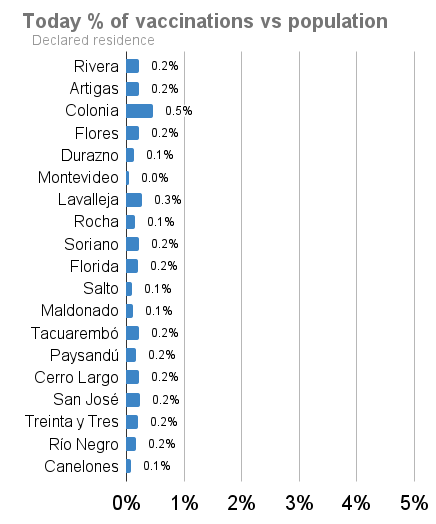 Today % of vaccinations vs population
Declared residence
Rivera 0.2%
Artigas 0.2%
Colonia 0.5%
Flores 0.2%
Durazno 0.1%
Montevideo 0.0%
Lavalleja 0.3%
Rocha 0.1%
Soriano 0.2%
Florida 0.2%
Salto 0.1%
Maldonado 0.1%
Tacuarembó 0.2%
Paysandú 0.2%
Cerro Largo 0.2%
San José 0.2%
Treinta y Tres 0.2%
Río Negro 0.2%
Canelones 0.1%
0% 1% 2% 3% 4% 5%